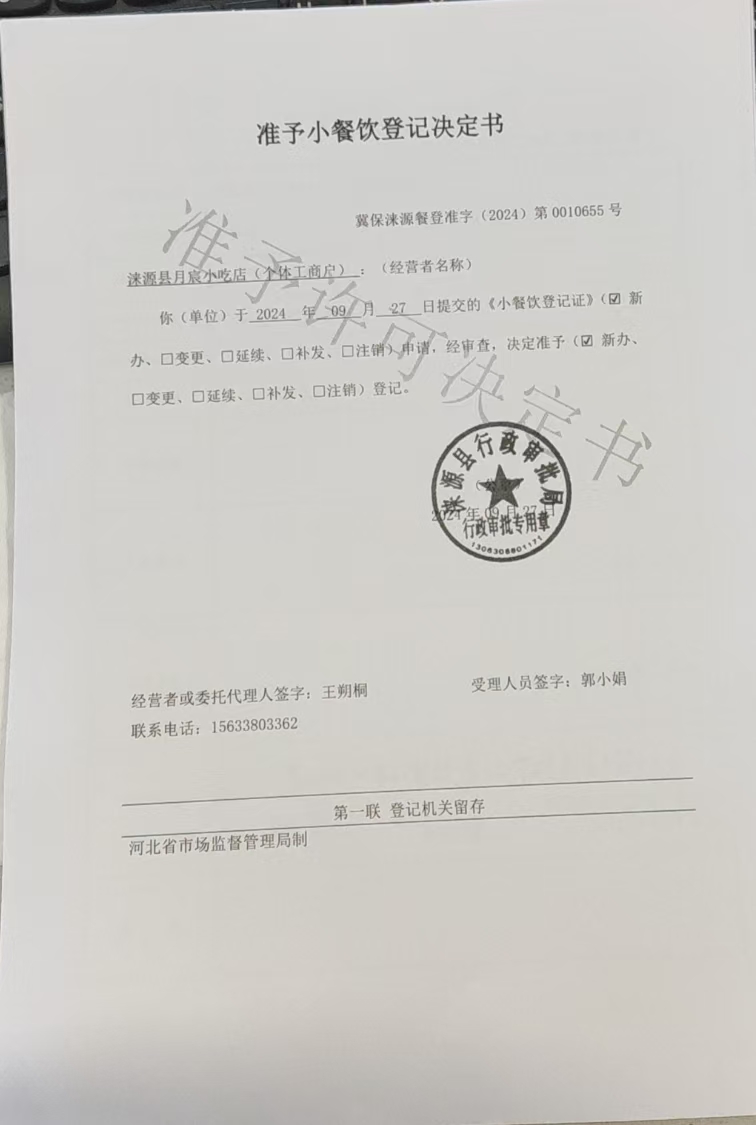 准予小餐饮登记决定书
冀保涞源餐登准字（2024）第 0010655 号
涞源县月宸小吃店（个体工商户）：（经营者名称）
你（单位）于 2024 年 09 月 27 日提交的《小餐饮登记证》（☑ 新
办、☐变更、☐延续、☐补发、☐注销）申请，经审查，决定准予（☑ 新办、
☐变更、☐延续、☐补发、☐注销）登记。
准予许可决定书
涞源县行政审批局
2024 年 09 月 27 日
行政审批专用章
1306306801171
经营者或委托代理人签字：王朔桐
受理人员签字：郭小娟
联系电话：15633803362
第一联 登记机关留存
河北省市场监督管理局制